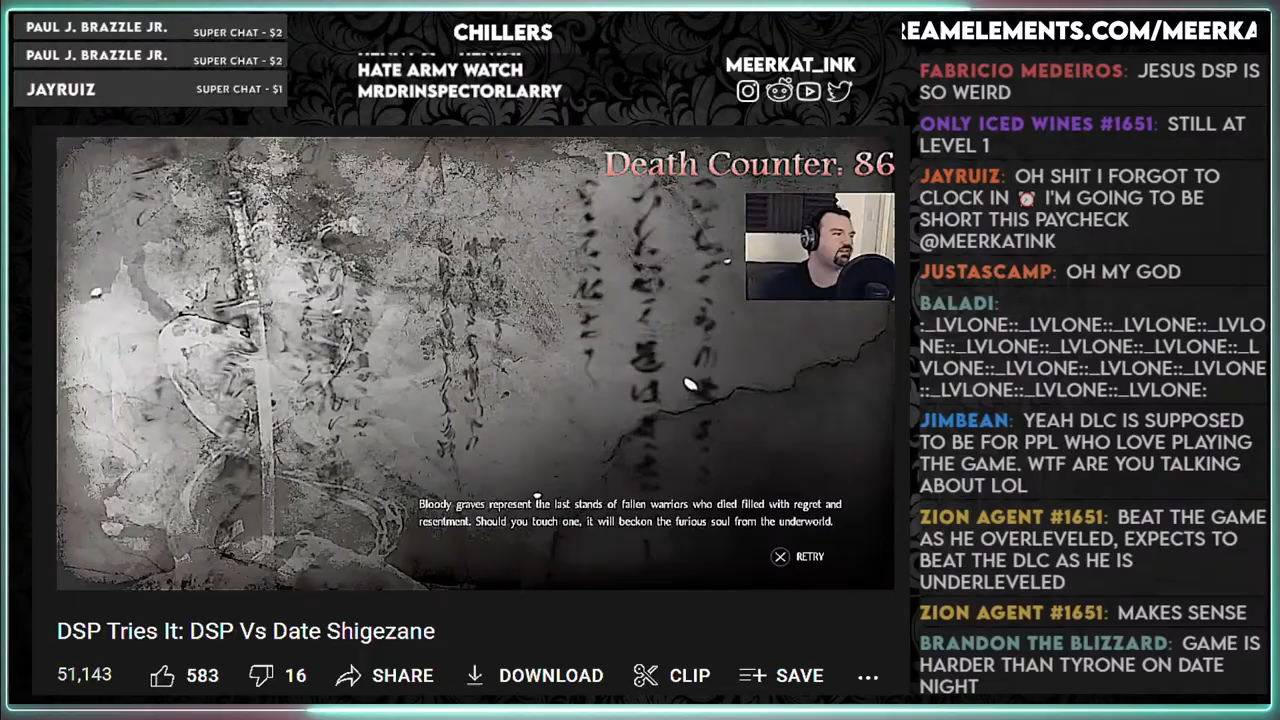 PAUL J. BRAZZLE JR. SUPER CHAT - $2
PAUL J. BRAZZLE JR. SUPER CHAT - $2
JAYRUIZ SUPER CHAT - $1
CHILLERS
HATE ARMY WATCH
MRDRINSPECTORLARRY
MEERKAT_INK
REAMELEMENTS.COM/MEERKA
Death Counter: 86
Bloody graves represent the last stands of fallen warriors who died filled with regret and
resentment. Should you touch one, it will beckon the furious soul from the underworld.
RETRY
DSP Tries It: DSP Vs Date Shigezane
51,143 583 16 SHARE DOWNLOAD CLIP SAVE ...
FABRICIO MEDEIROS: JESUS DSP IS
SO WEIRD
ONLY ICED WINES #1651: STILL AT
LEVEL 1
JAYRUIZ: OH SHIT I FORGOT TO
CLOCK IN ⏰ I'M GOING TO BE
SHORT THIS PAYCHECK
@MEERKATINK
JUSTASCAMP: OH MY GOD
BALADI:
:_LVLONE::_LVLONE::_LVLONE::_LVLO
NE::_LVLONE::_LVLONE::_LVLONE::_L
VLONE::_LVLONE::_LVLONE::_LVLONE:
:_LVLONE::_LVLONE::_LVLONE:
JIMBEAN: YEAH DLC IS SUPPOSED
TO BE FOR PPL WHO LOVE PLAYING
THE GAME. WTF ARE YOU TALKING
ABOUT LOL
ZION AGENT #1651: BEAT THE GAME
AS HE OVERLEVELED, EXPECTS TO
BEAT THE DLC AS HE IS
UNDERLEVELED
ZION AGENT #1651: MAKES SENSE
BRANDON THE BLIZZARD: GAME IS
HARDER THAN TYRONE ON DATE
NIGHT